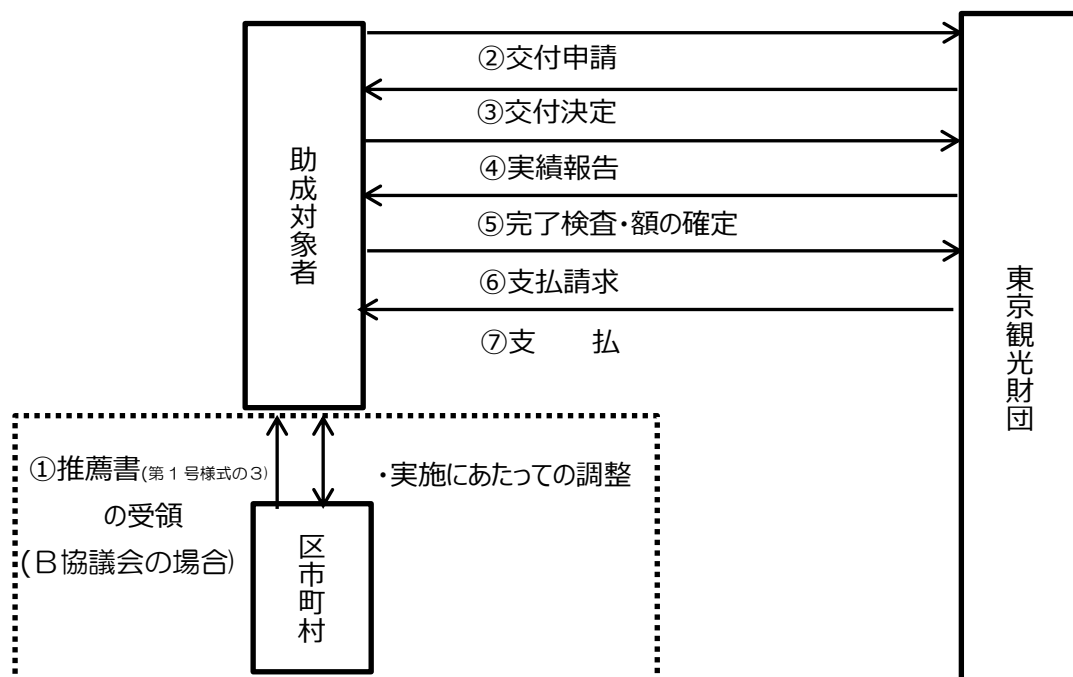 ②交付申請
③交付決定
④実績報告
⑤完了検査・額の確定
⑥支払請求
⑦支　　払
助成対象者
東京観光財団
①推薦書(第１号様式の３)
の受領
(Ｂ協議会の場合)
・実施にあたっての調整
区市町村